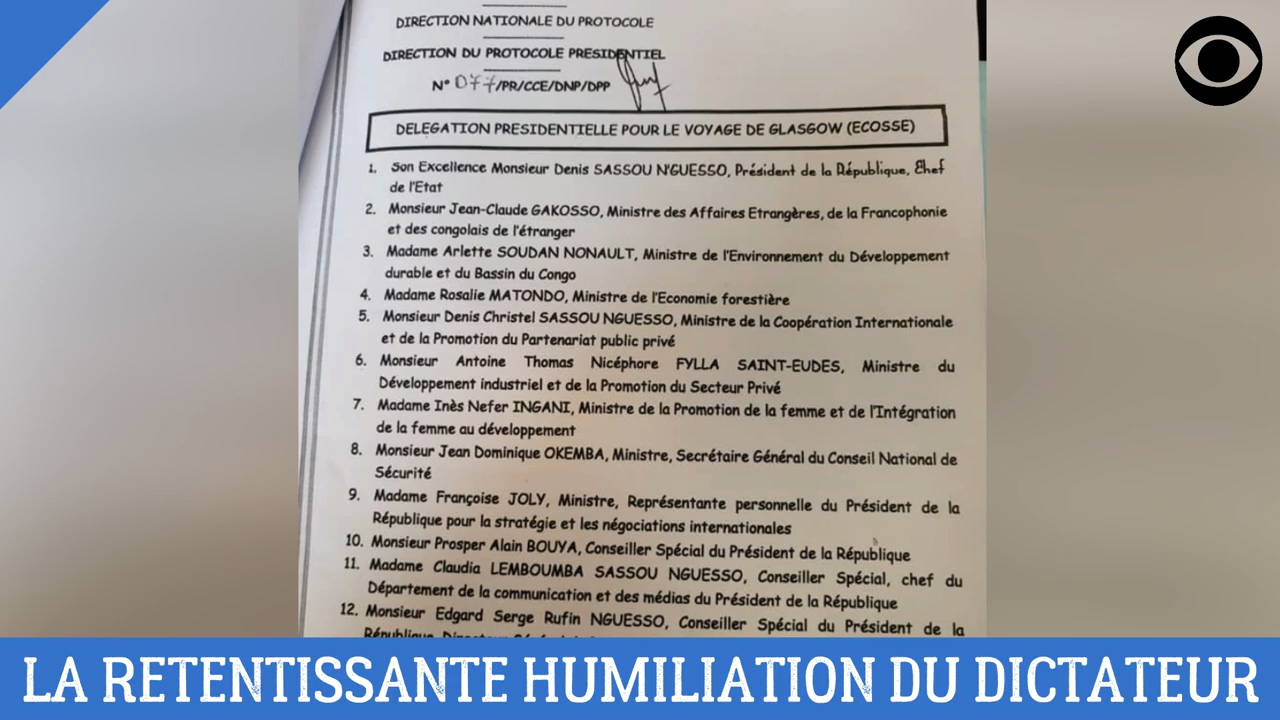 DIRECTION NATIONALE DU PROTOCOLE
DIRECTION DU PROTOCOLE PRESIDENTIEL
N° 077/PR/CCE/DNP/DPP
DELEGATION PRESIDENTIELLE POUR LE VOYAGE DE GLASGOW (ECOSSE)
1. Son Excellence Monsieur Denis SASSOU N'GUESSO, Président de la République, Chef
de l'Etat
2. Monsieur Jean-Claude GAKOSSO, Ministre des Affaires Etrangères, de la Francophonie
et des congolais de l'étranger
3. Madame Arlette SOUDAN NONAULT, Ministre de l'Environnement du Développement
durable et du Bassin du Congo
4. Madame Rosalie MATONDO, Ministre de l'Economie forestière
5. Monsieur Denis Christel SASSOU NGUESSO, Ministre de la Coopération Internationale
et de la Promotion du Partenariat public privé
6. Monsieur Antoine Thomas Nicéphore FYLLA SAINT-EUDES, Ministre du
Développement industriel et de la Promotion du Secteur Privé
7. Madame Inès Nefer INGANI, Ministre de la Promotion de la femme et de l'Intégration
de la femme au développement
8. Monsieur Jean Dominique OKEMBA, Ministre, Secrétaire Général du Conseil National de
Sécurité
9. Madame Françoise JOLY, Ministre, Représentante personnelle du Président de la
République pour la stratégie et les négociations internationales
10. Monsieur Prosper Alain BOUYA, Conseiller Spécial du Président de la République
11. Madame Claudia LEMBOUMBA SASSOU NGUESSO, Conseiller Spécial, chef du
Département de la communication et des médias du Président de la République
12. Monsieur Edgard Serge Rufin NGUESSO, Conseiller Spécial du Président de la
République
LA RETENTISSANTE HUMILIATION DU DICTATEUR